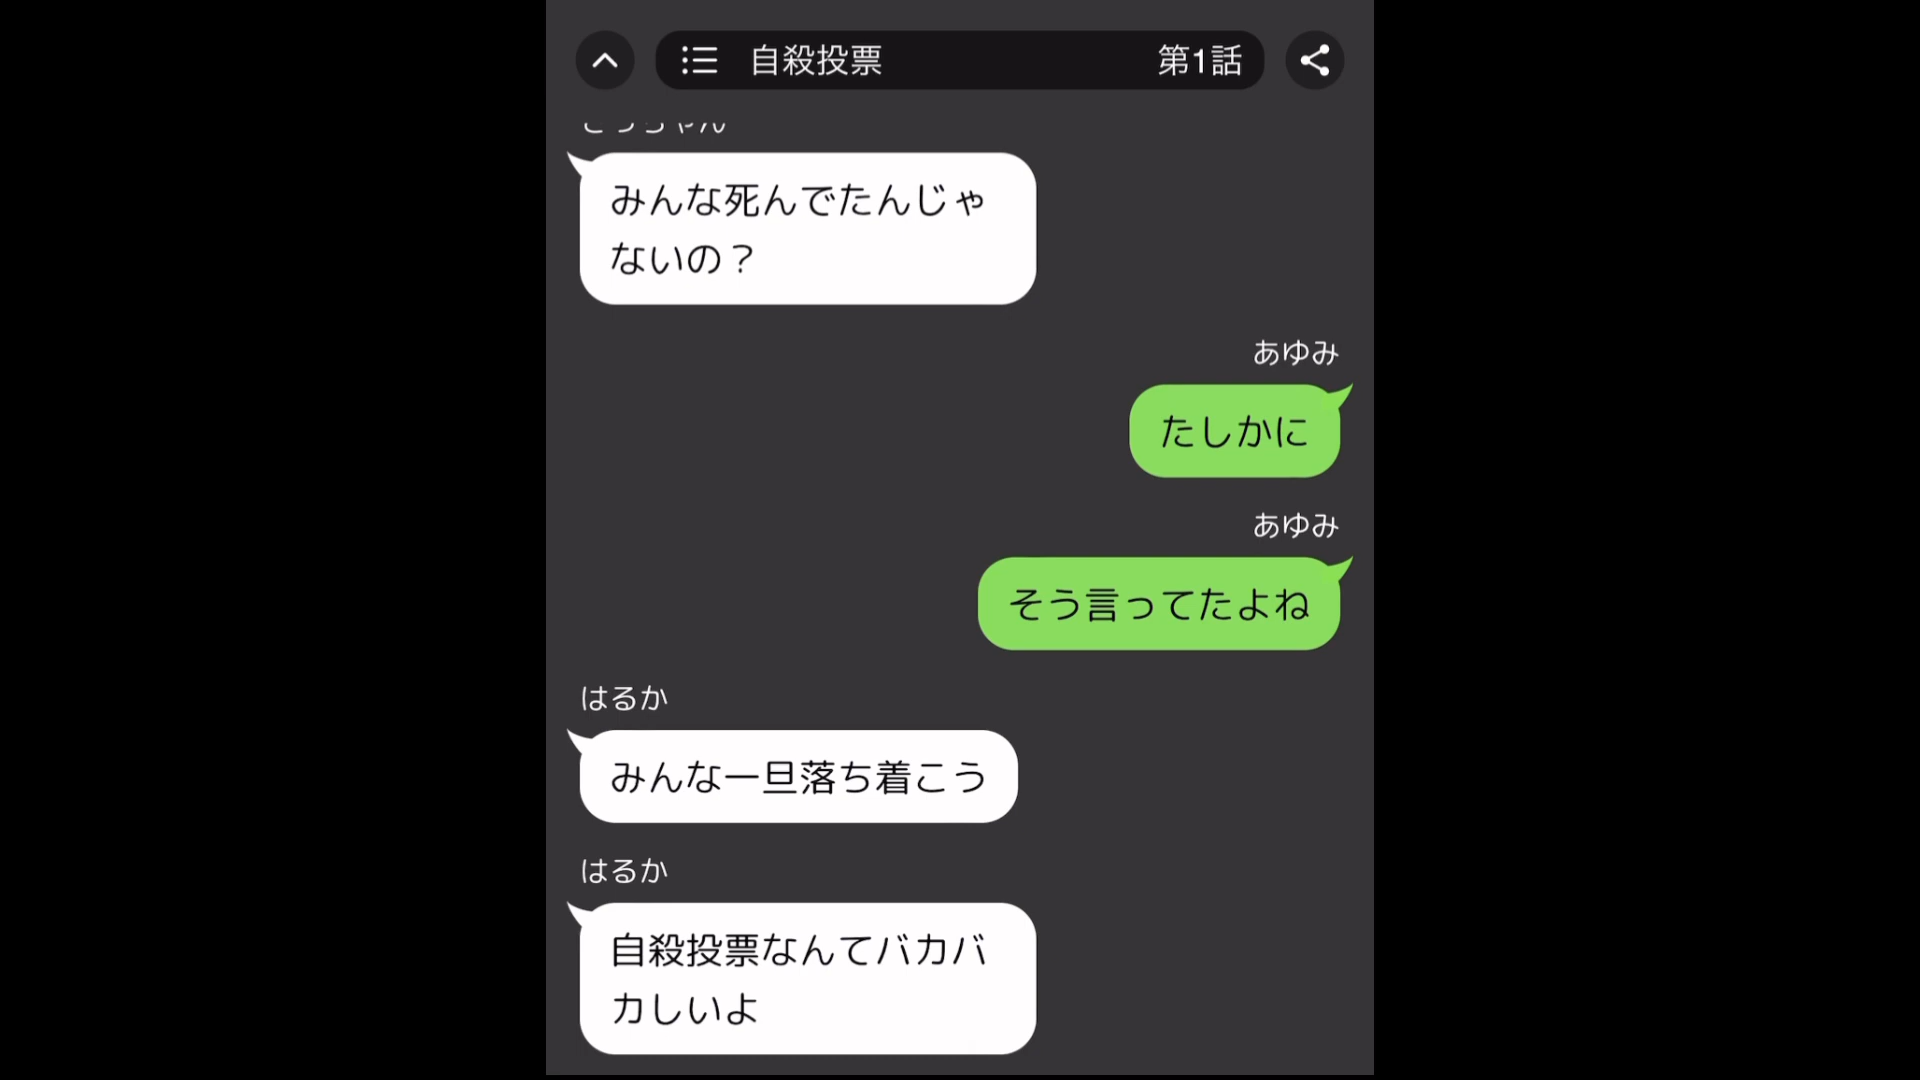 自殺投票 第1話
みんな死んでたんじゃ
ないの？
あゆみ
たしかに
あゆみ
そう言ってたよね
はるか
みんな一旦落ち着こう
はるか
自殺投票なんてバカバ
カしいよ